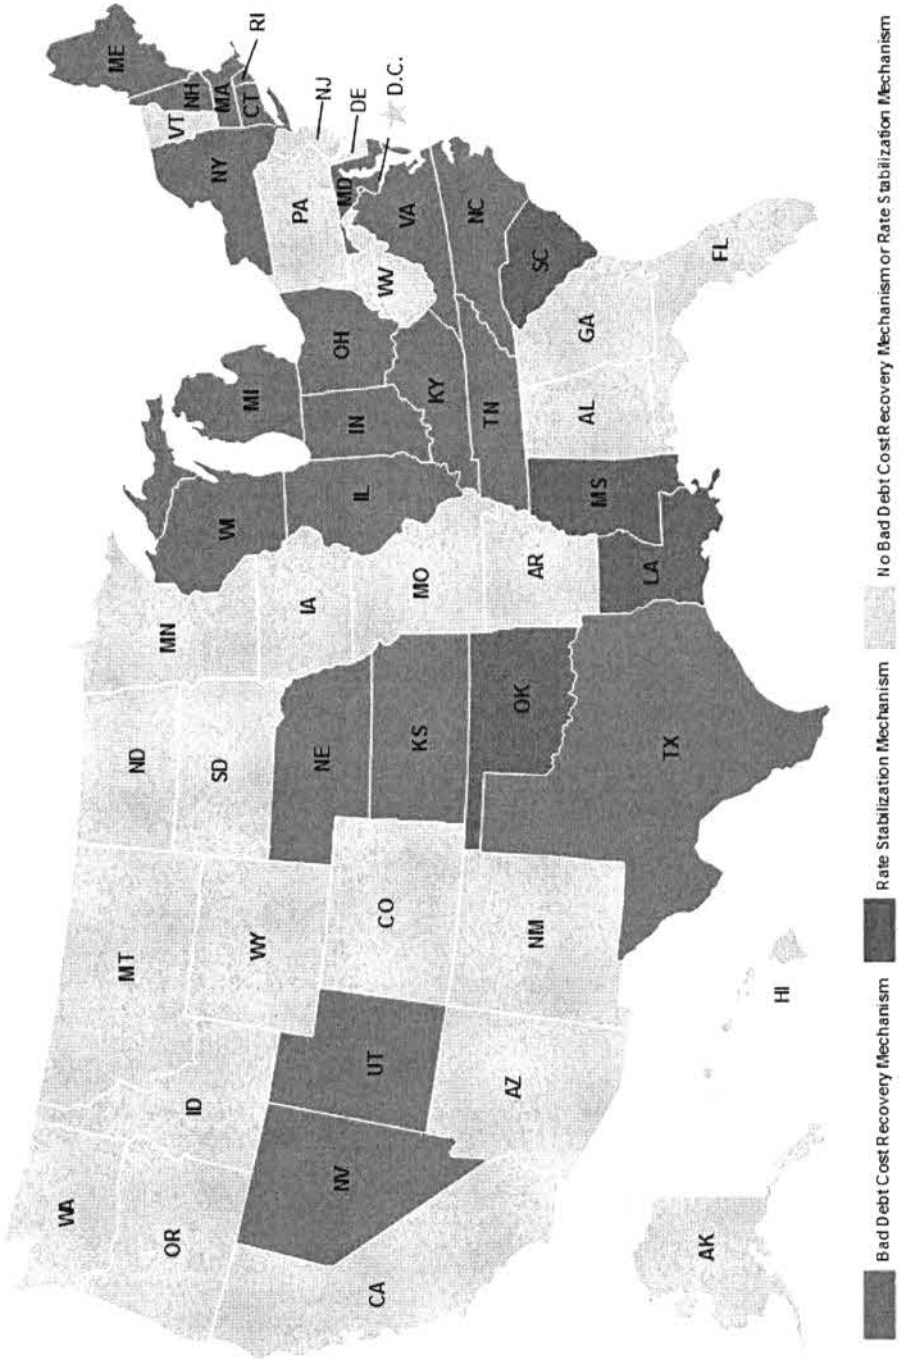 WA
OR
CA
NV
ID
MT
WY
UT
AZ
CO
NM
ND
SD
NE
KS
OK
TX
MN
IA
MO
AR
LA
WI
IL
MS
MI
IN
OH
KY
TN
AL
GA
FL
SC
NC
VA
WV
PA
NY
VT
NH
ME
MA
CT
RI
NJ
DE
MD
D.C.
AK
HI
Bad Debt Cost Recovery Mechanism
Rate Stabilization Mechanism
No Bad Debt Cost Recovery Mechanism or Rate Stabilization Mechanism